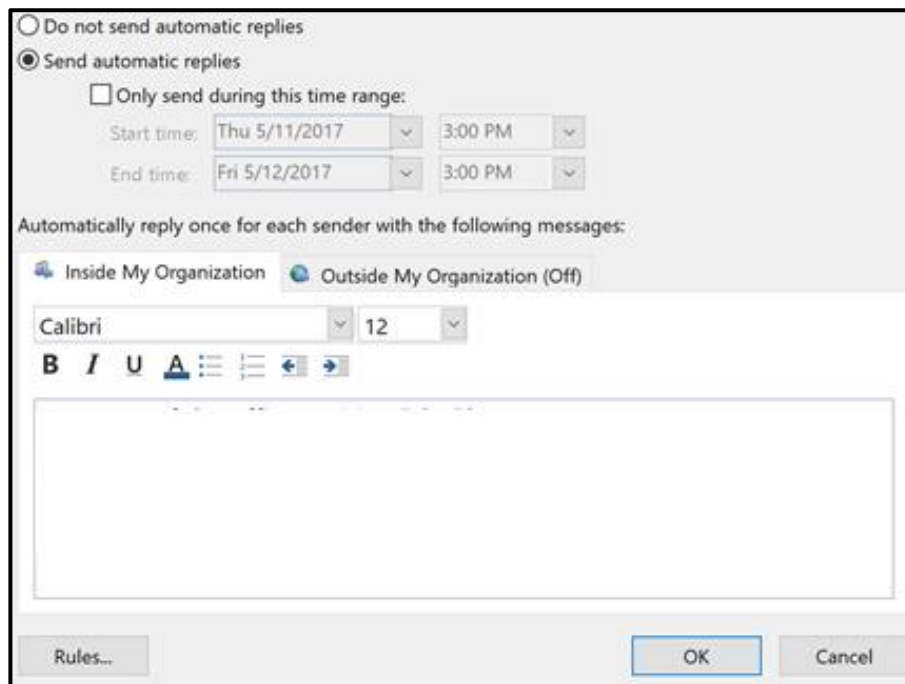 Do not send automatic replies
Send automatic replies
Only send during this time range:
Start time: Thu 5/11/2017 3:00 PM
End time: Fri 5/12/2017 3:00 PM
Automatically reply once for each sender with the following messages:
Inside My Organization Outside My Organization (Off)
Calibri 12
B I U A
Rules... OK Cancel